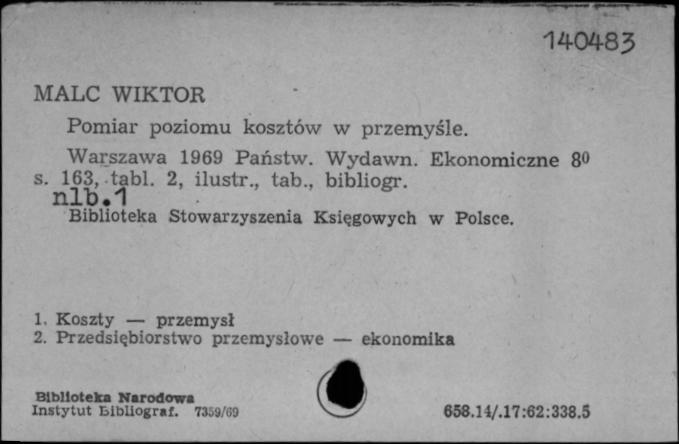 140483
MALC WIKTOR
Pomiar poziomu kosztów w przemyśle.
Warszawa 1969 Państw. Wydawn. Ekonomiczne 8⁰
s. 163, tabl. 2, ilustr., tab., bibliogr.
nlb.1
Biblioteka Stowarzyszenia Księgowych w Polsce.
1. Koszty — przemysł
2. Przedsiębiorstwo przemysłowe — ekonomika
Biblioteka Narodowa
Instytut Bibliograf. 7359/69
658.14/.17:62:338.5